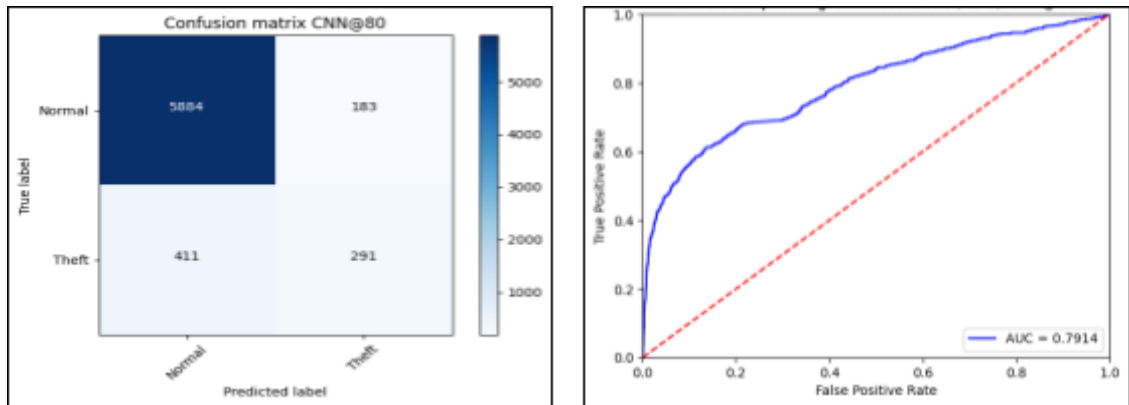 Confusion matrix CNN@80
True label
Normal
Theft
5884
183
411
291
Normal
Theft
Predicted label
5000
4000
3000
2000
1000
True Positive Rate
1.0
0.8
0.6
0.4
0.2
0.0
AUC = 0.7914
0.0
0.2
0.4
0.6
0.8
1.0
False Positive Rate